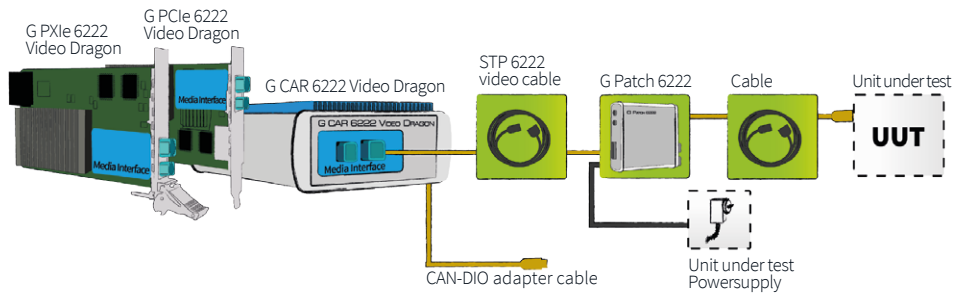 G PXIe 6222
Video Dragon
G PCIe 6222
Video Dragon
Media Interface
Media Interface
G CAR 6222 Video Dragon
G CAR 6222 VIDEO DRAGON
Media Interface
STP 6222
video cable
G Patch 6222
Cable
Unit under test
UUT
CAN-DIO adapter cable
Unit under test
Powersupply